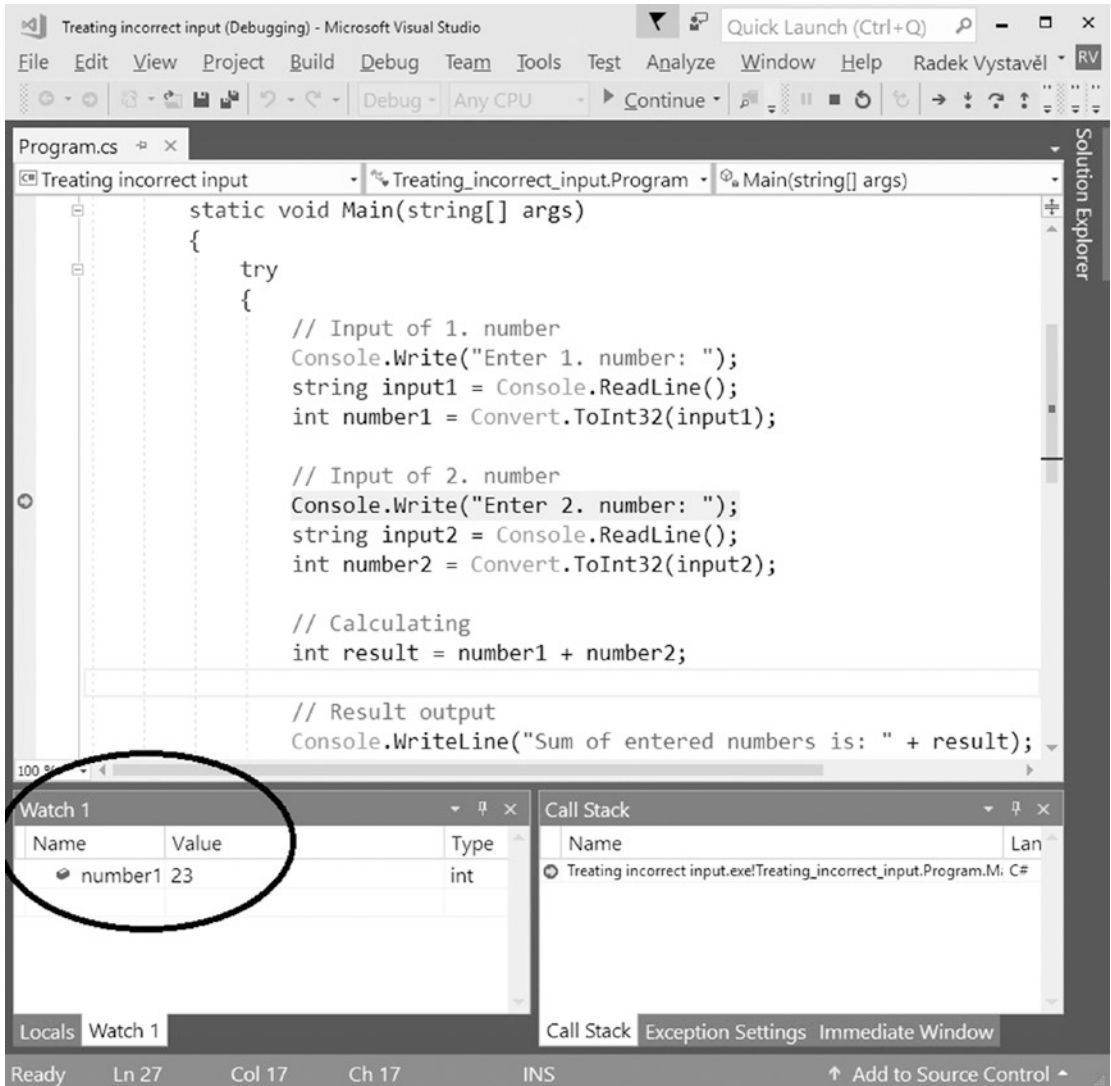 Treating incorrect input (Debugging) - Microsoft Visual Studio
Quick Launch (Ctrl+Q)
File Edit View Project Build Debug Team Tools Test Analyze Window Help Radek Vystavěl RV
Debug Any CPU Continue
Program.cs
Solution Explorer
C# Treating incorrect input Treating_incorrect_input.Program Main(string[] args)
static void Main(string[] args)
{
try
{
// Input of 1. number
Console.Write("Enter 1. number: ");
string input1 = Console.ReadLine();
int number1 = Convert.ToInt32(input1);
// Input of 2. number
Console.Write("Enter 2. number: ");
string input2 = Console.ReadLine();
int number2 = Convert.ToInt32(input2);
// Calculating
int result = number1 + number2;
// Result output
Console.WriteLine("Sum of entered numbers is: " + result);
100 %
Watch 1
Name Value Type
number1 23 int
Locals Watch 1
Call Stack
Name Lan
Treating incorrect input.exe!Treating_incorrect_input.Program.M C#
Call Stack Exception Settings Immediate Window
Ready Ln 27 Col 17 Ch 17 INS Add to Source Control